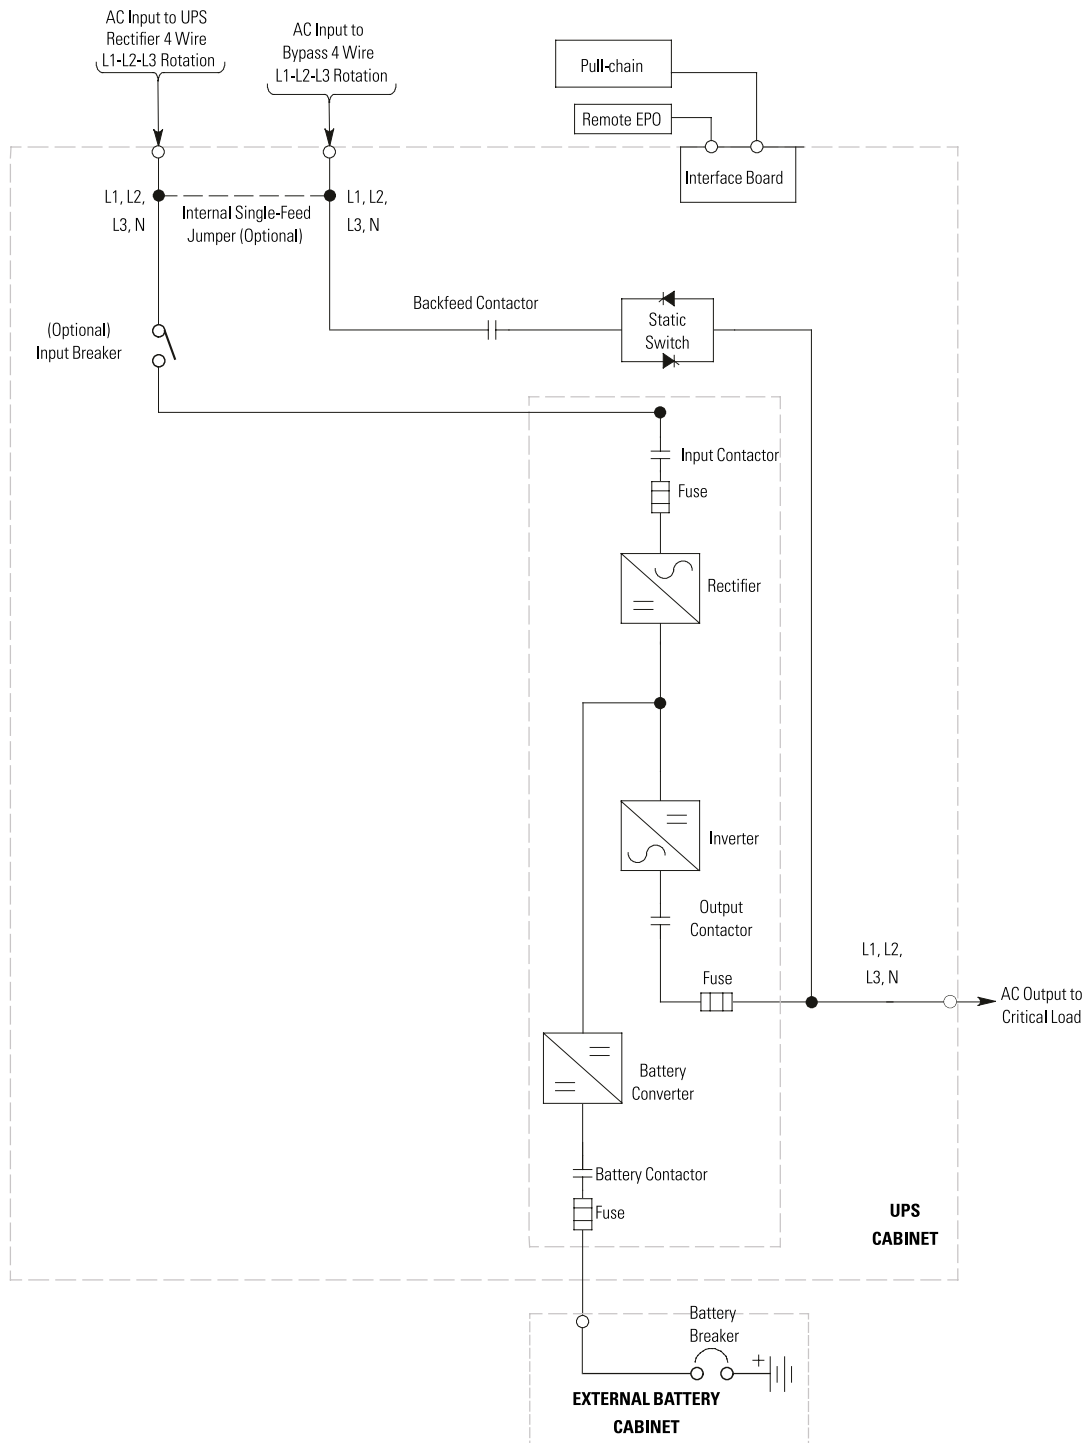 AC Input to UPS
Rectifier 4 Wire
L1-L2-L3 Rotation
AC Input to
Bypass 4 Wire
L1-L2-L3 Rotation
Pull-chain
Remote EPO
Interface Board
L1, L2,
L3, N
Internal Single-Feed
Jumper (Optional)
L1, L2,
L3, N
Backfeed Contactor
Static
Switch
(Optional)
Input Breaker
Input Contactor
Fuse
Rectifier
Inverter
Output
Contactor
Fuse
L1, L2,
L3, N
AC Output to
Critical Load
Battery
Converter
Battery Contactor
Fuse
UPS
CABINET
Battery
Breaker
+
EXTERNAL BATTERY
CABINET